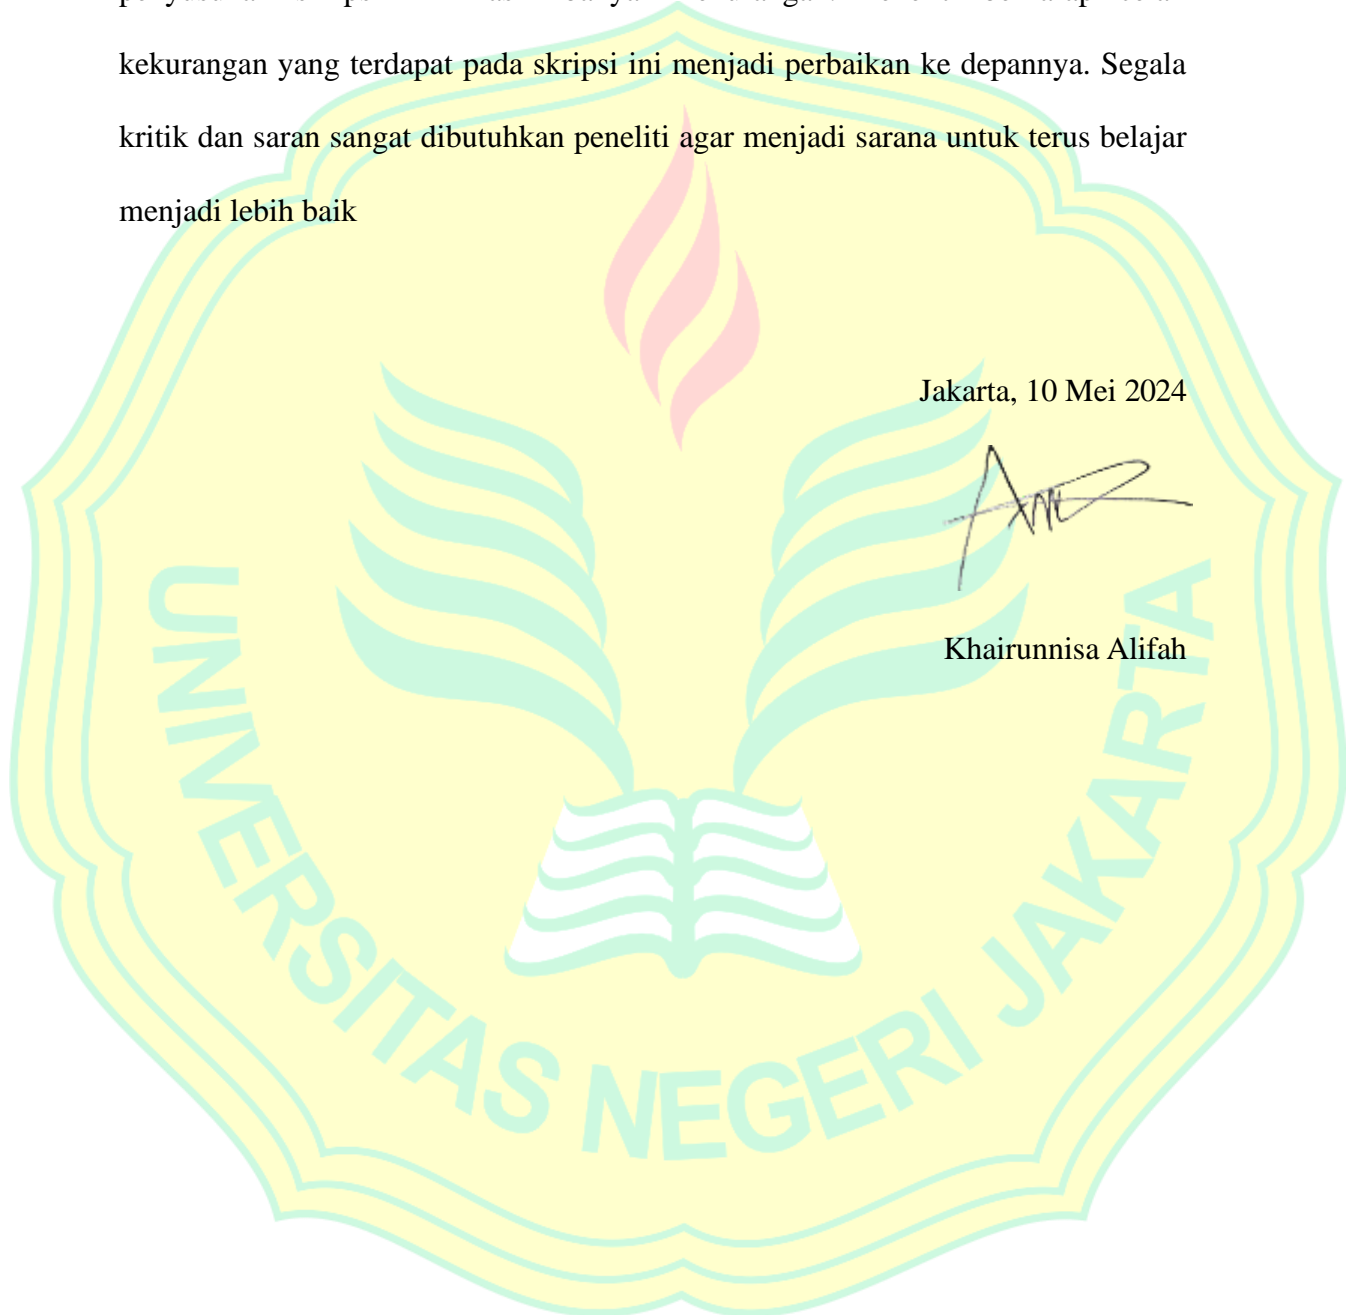 kekurangan yang terdapat pada skripsi ini menjadi perbaikan ke depannya. Segala
kritik dan saran sangat dibutuhkan peneliti agar menjadi sarana untuk terus belajar
menjadi lebih baik
Jakarta, 10 Mei 2024
Khairunnisa Alifah
UNIVERSITAS NEGERI JAKARTA